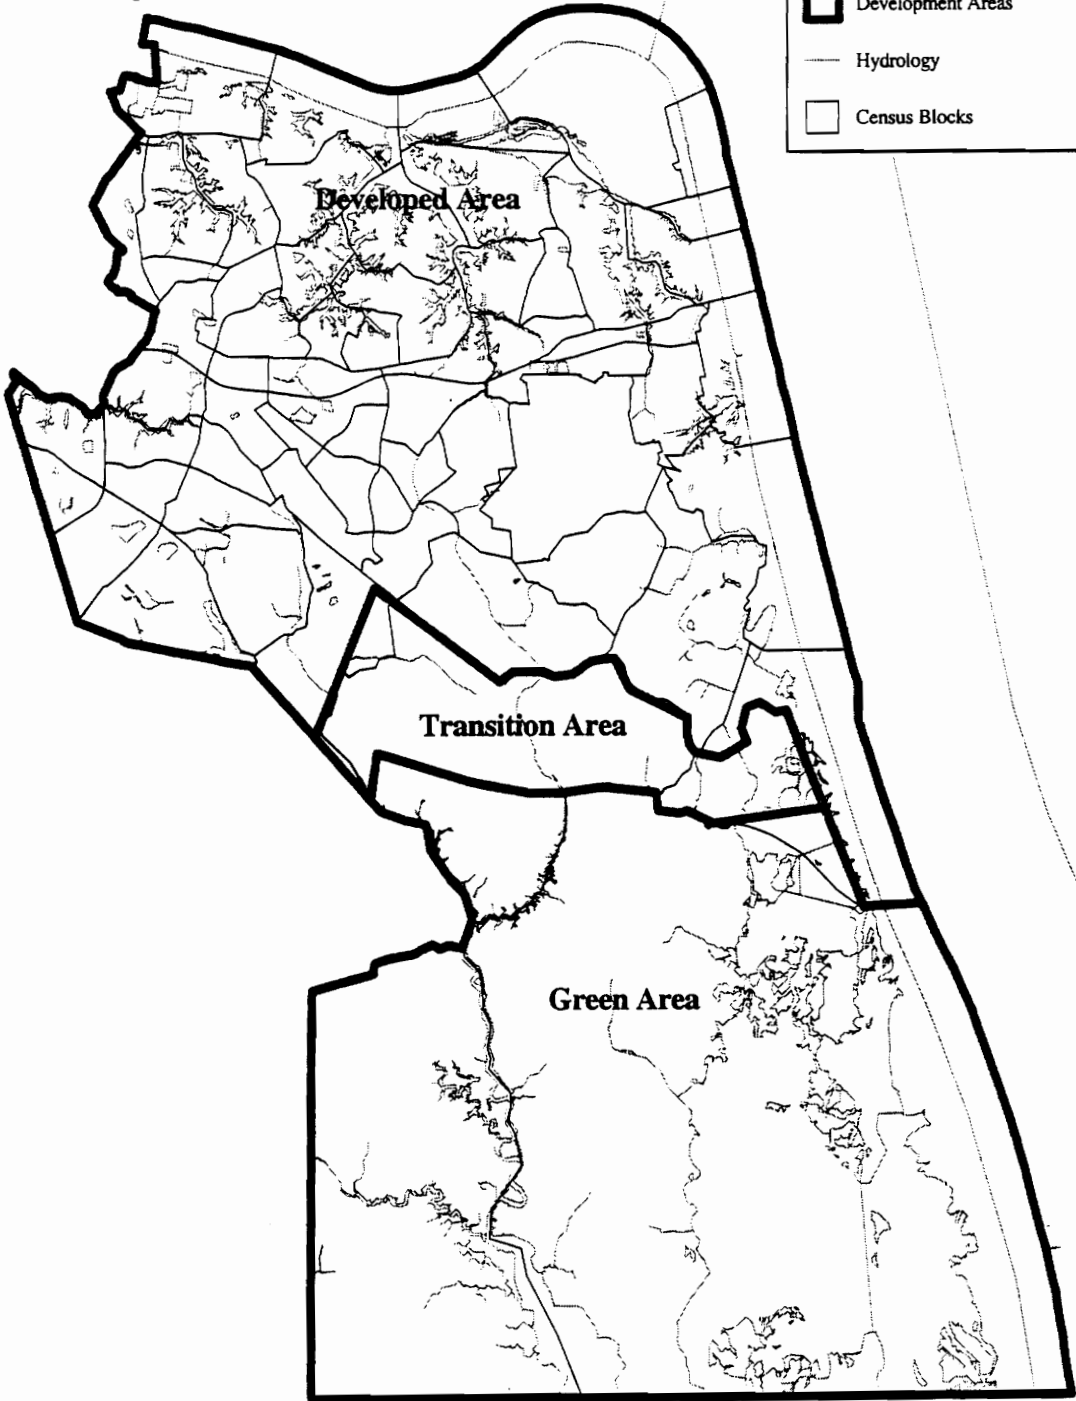 Development Areas
Hydrology
Census Blocks
Developed Area
Transition Area
Green Area